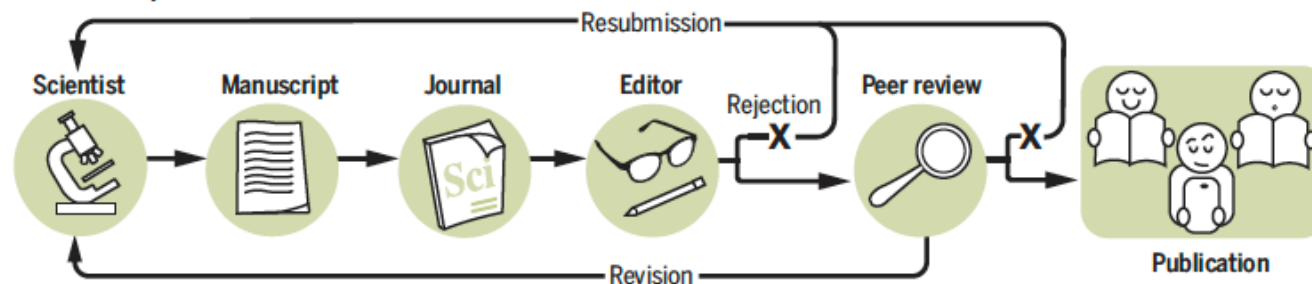 Resubmission
Scientist
Manuscript
Journal
Editor
Rejection
Peer review
X
X
Sci
Publication
Revision